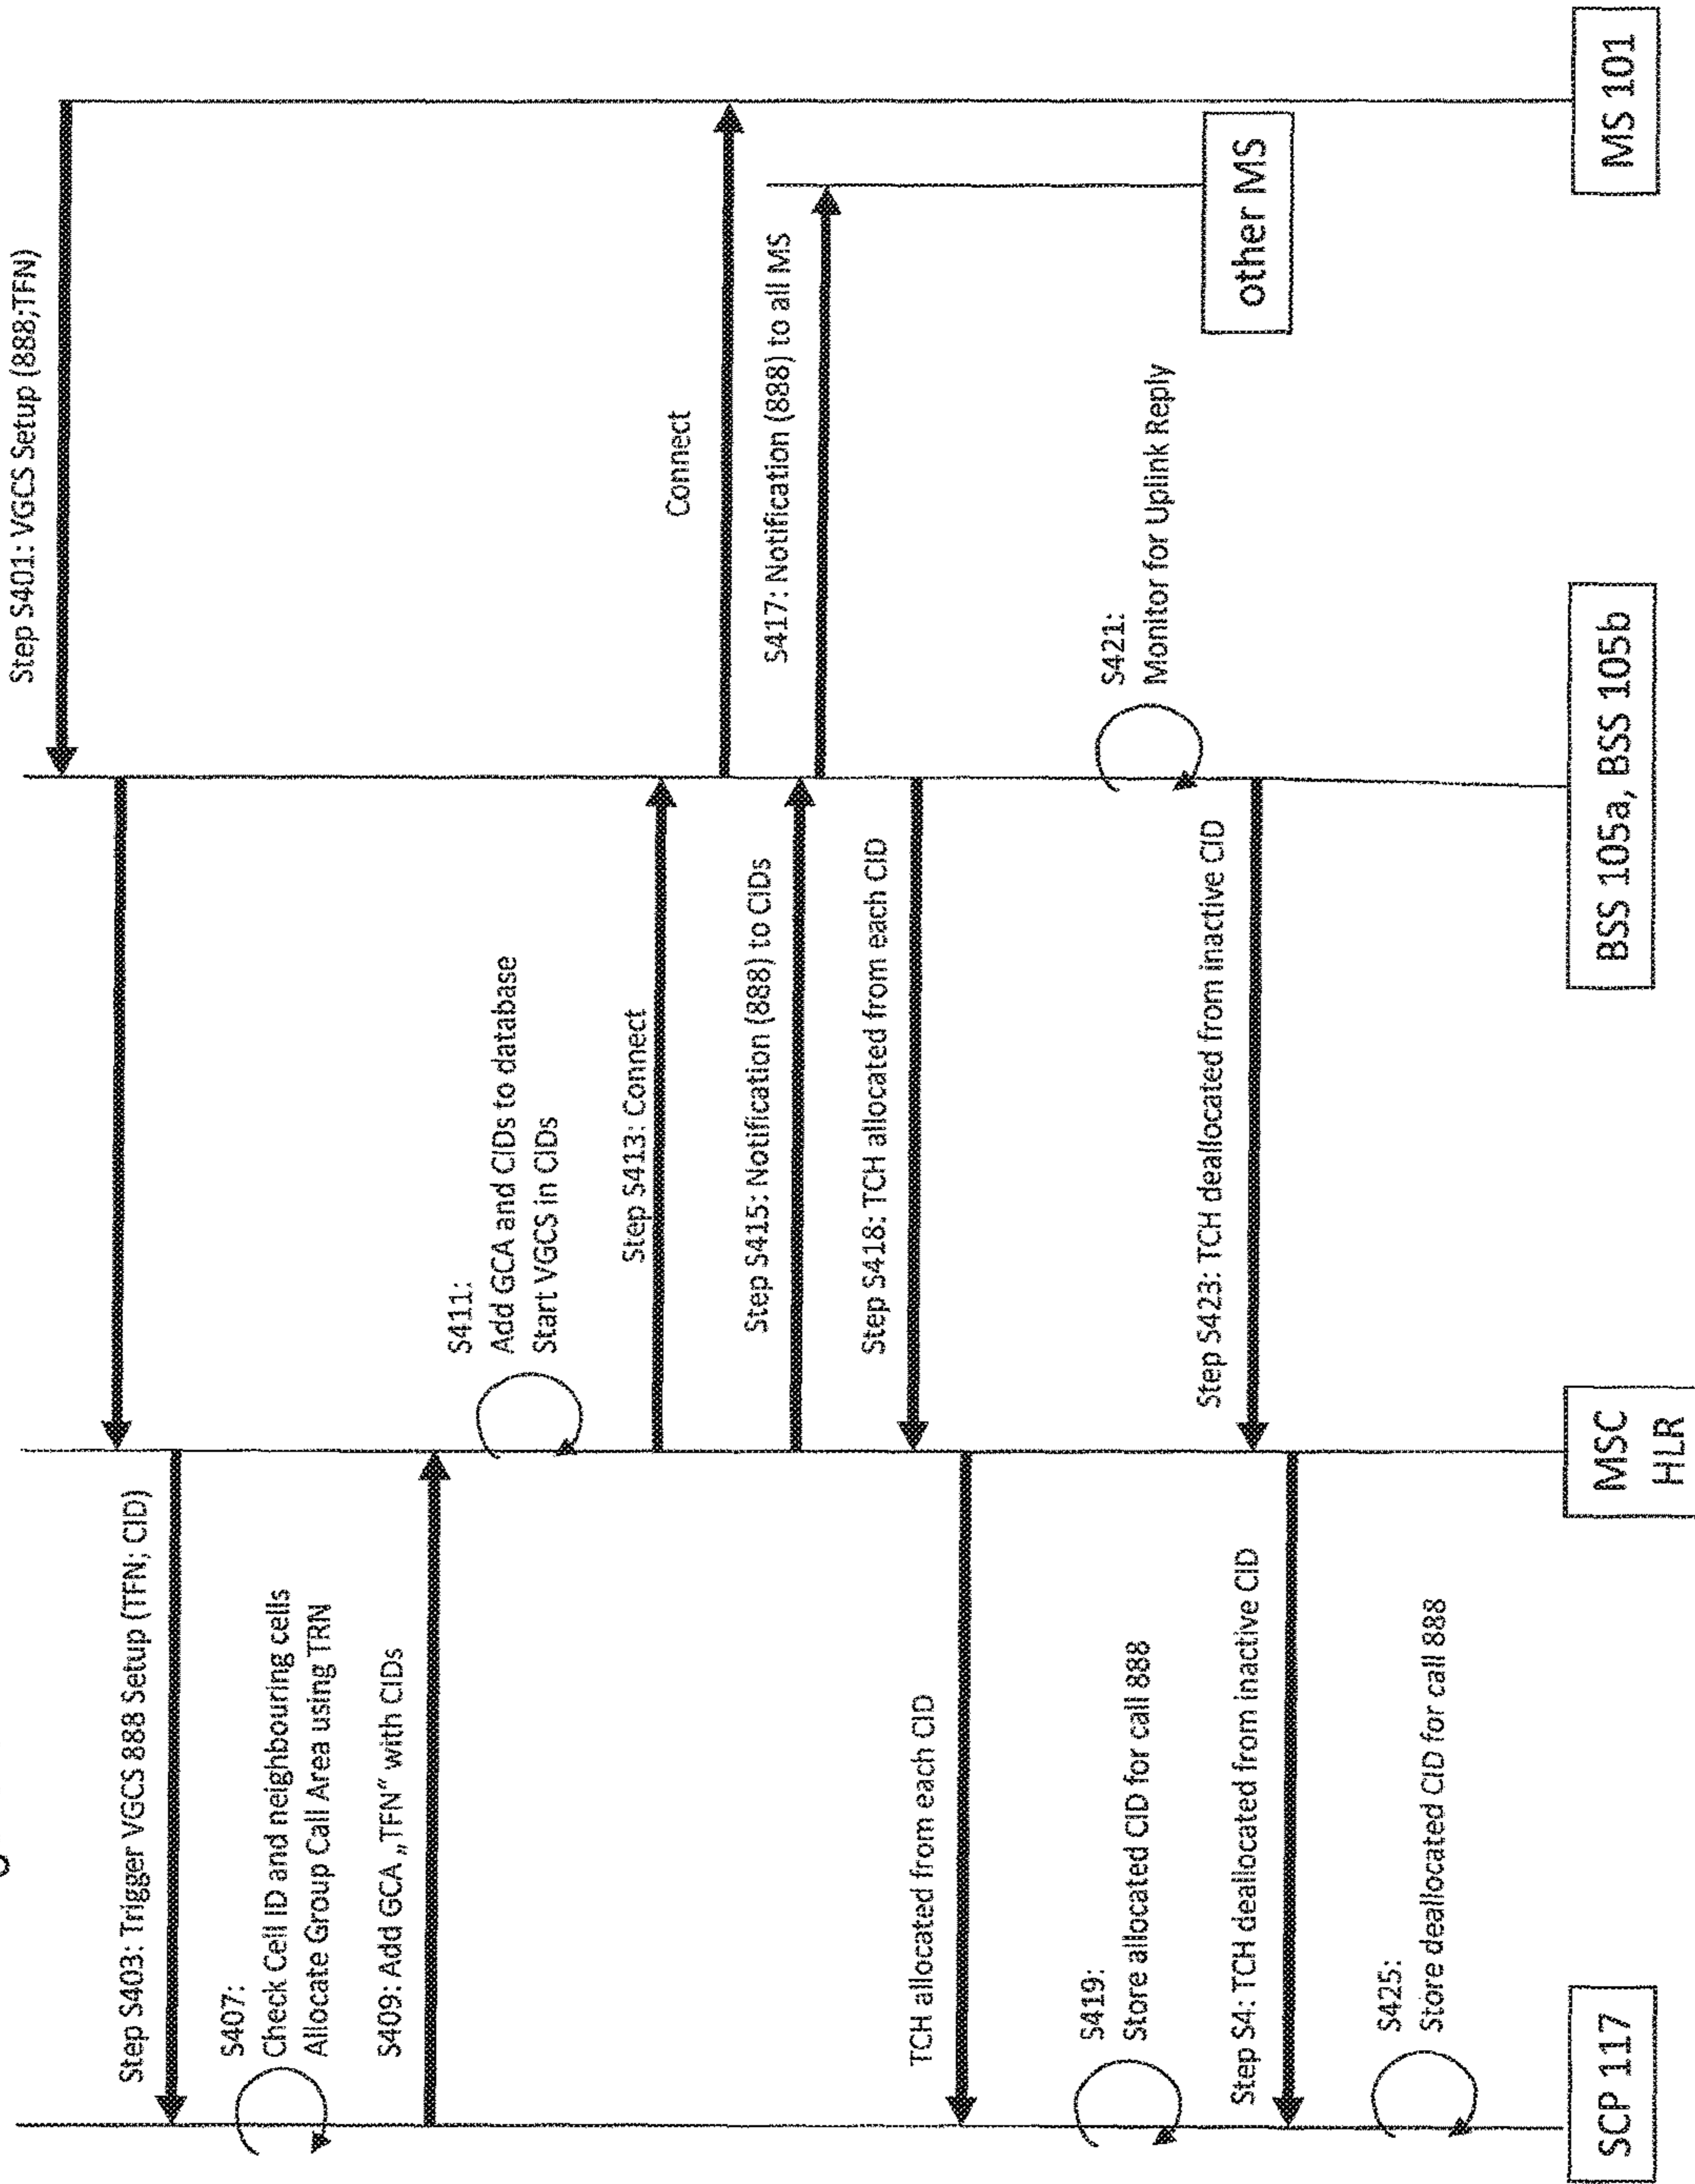 Step S401: VGCS Setup (888;TFN)
Step S403: Trigger VGCS 888 Setup (TFN; CID)
S407:
Check Cell ID and neighbouring cells
Allocate Group Call Area using TRN
S409: Add GCA „TFN“ with CIDs
S411:
Add GCA and CIDs to database
Start VGCS in CIDs
Step S413: Connect
Connect
Step S415: Notification (888) to CIDs
S417: Notification (888) to all MS
Step S418: TCH allocated from each CID
TCH allocated from each CID
S419:
Store allocated CID for call 888
S421:
Monitor for Uplink Reply
Step S423: TCH deallocated from inactive CID
Step S4: TCH deallocated from inactive CID
S425:
Store deallocated CID for call 888
other MS
SCP 117
MSC
HLR
BSS 105a, BSS 105b
MS 101